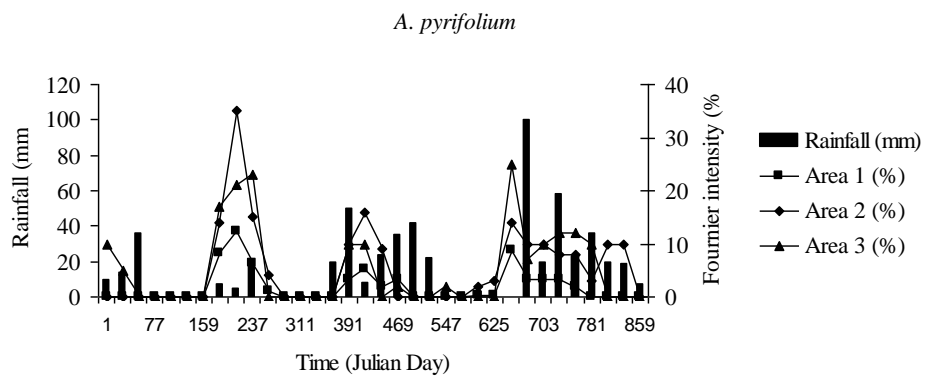 A. pyrifolium
120
100
80
60
40
20
0
Rainfall (mm
40
30
20
10
0
Fournier intensity (%
1 77 159 237 311 391 469 547 625 703 781 859
Time (Julian Day)
Rainfall (mm)
Area 1 (%)
Area 2 (%)
Area 3 (%)